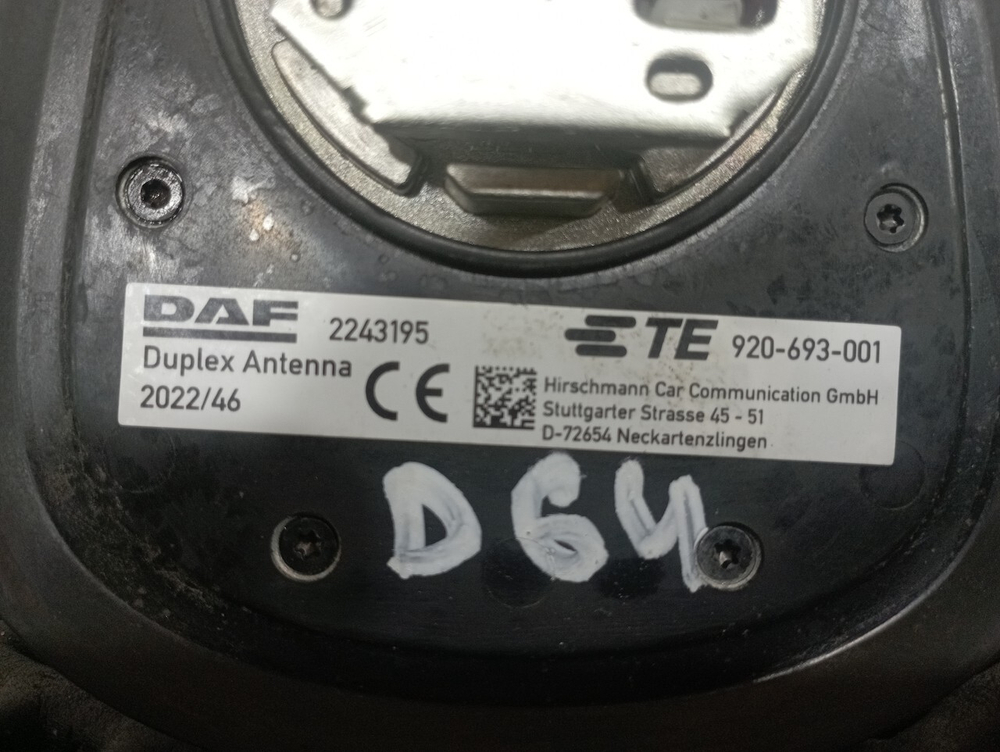 DAF 2243195 TE 920-693-001
Duplex Antenna
2022/46 CE
Hirschmann Car Communication GmbH
Stuttgarter Strasse 45 - 51
D-72654 Neckartenzlingen
D64